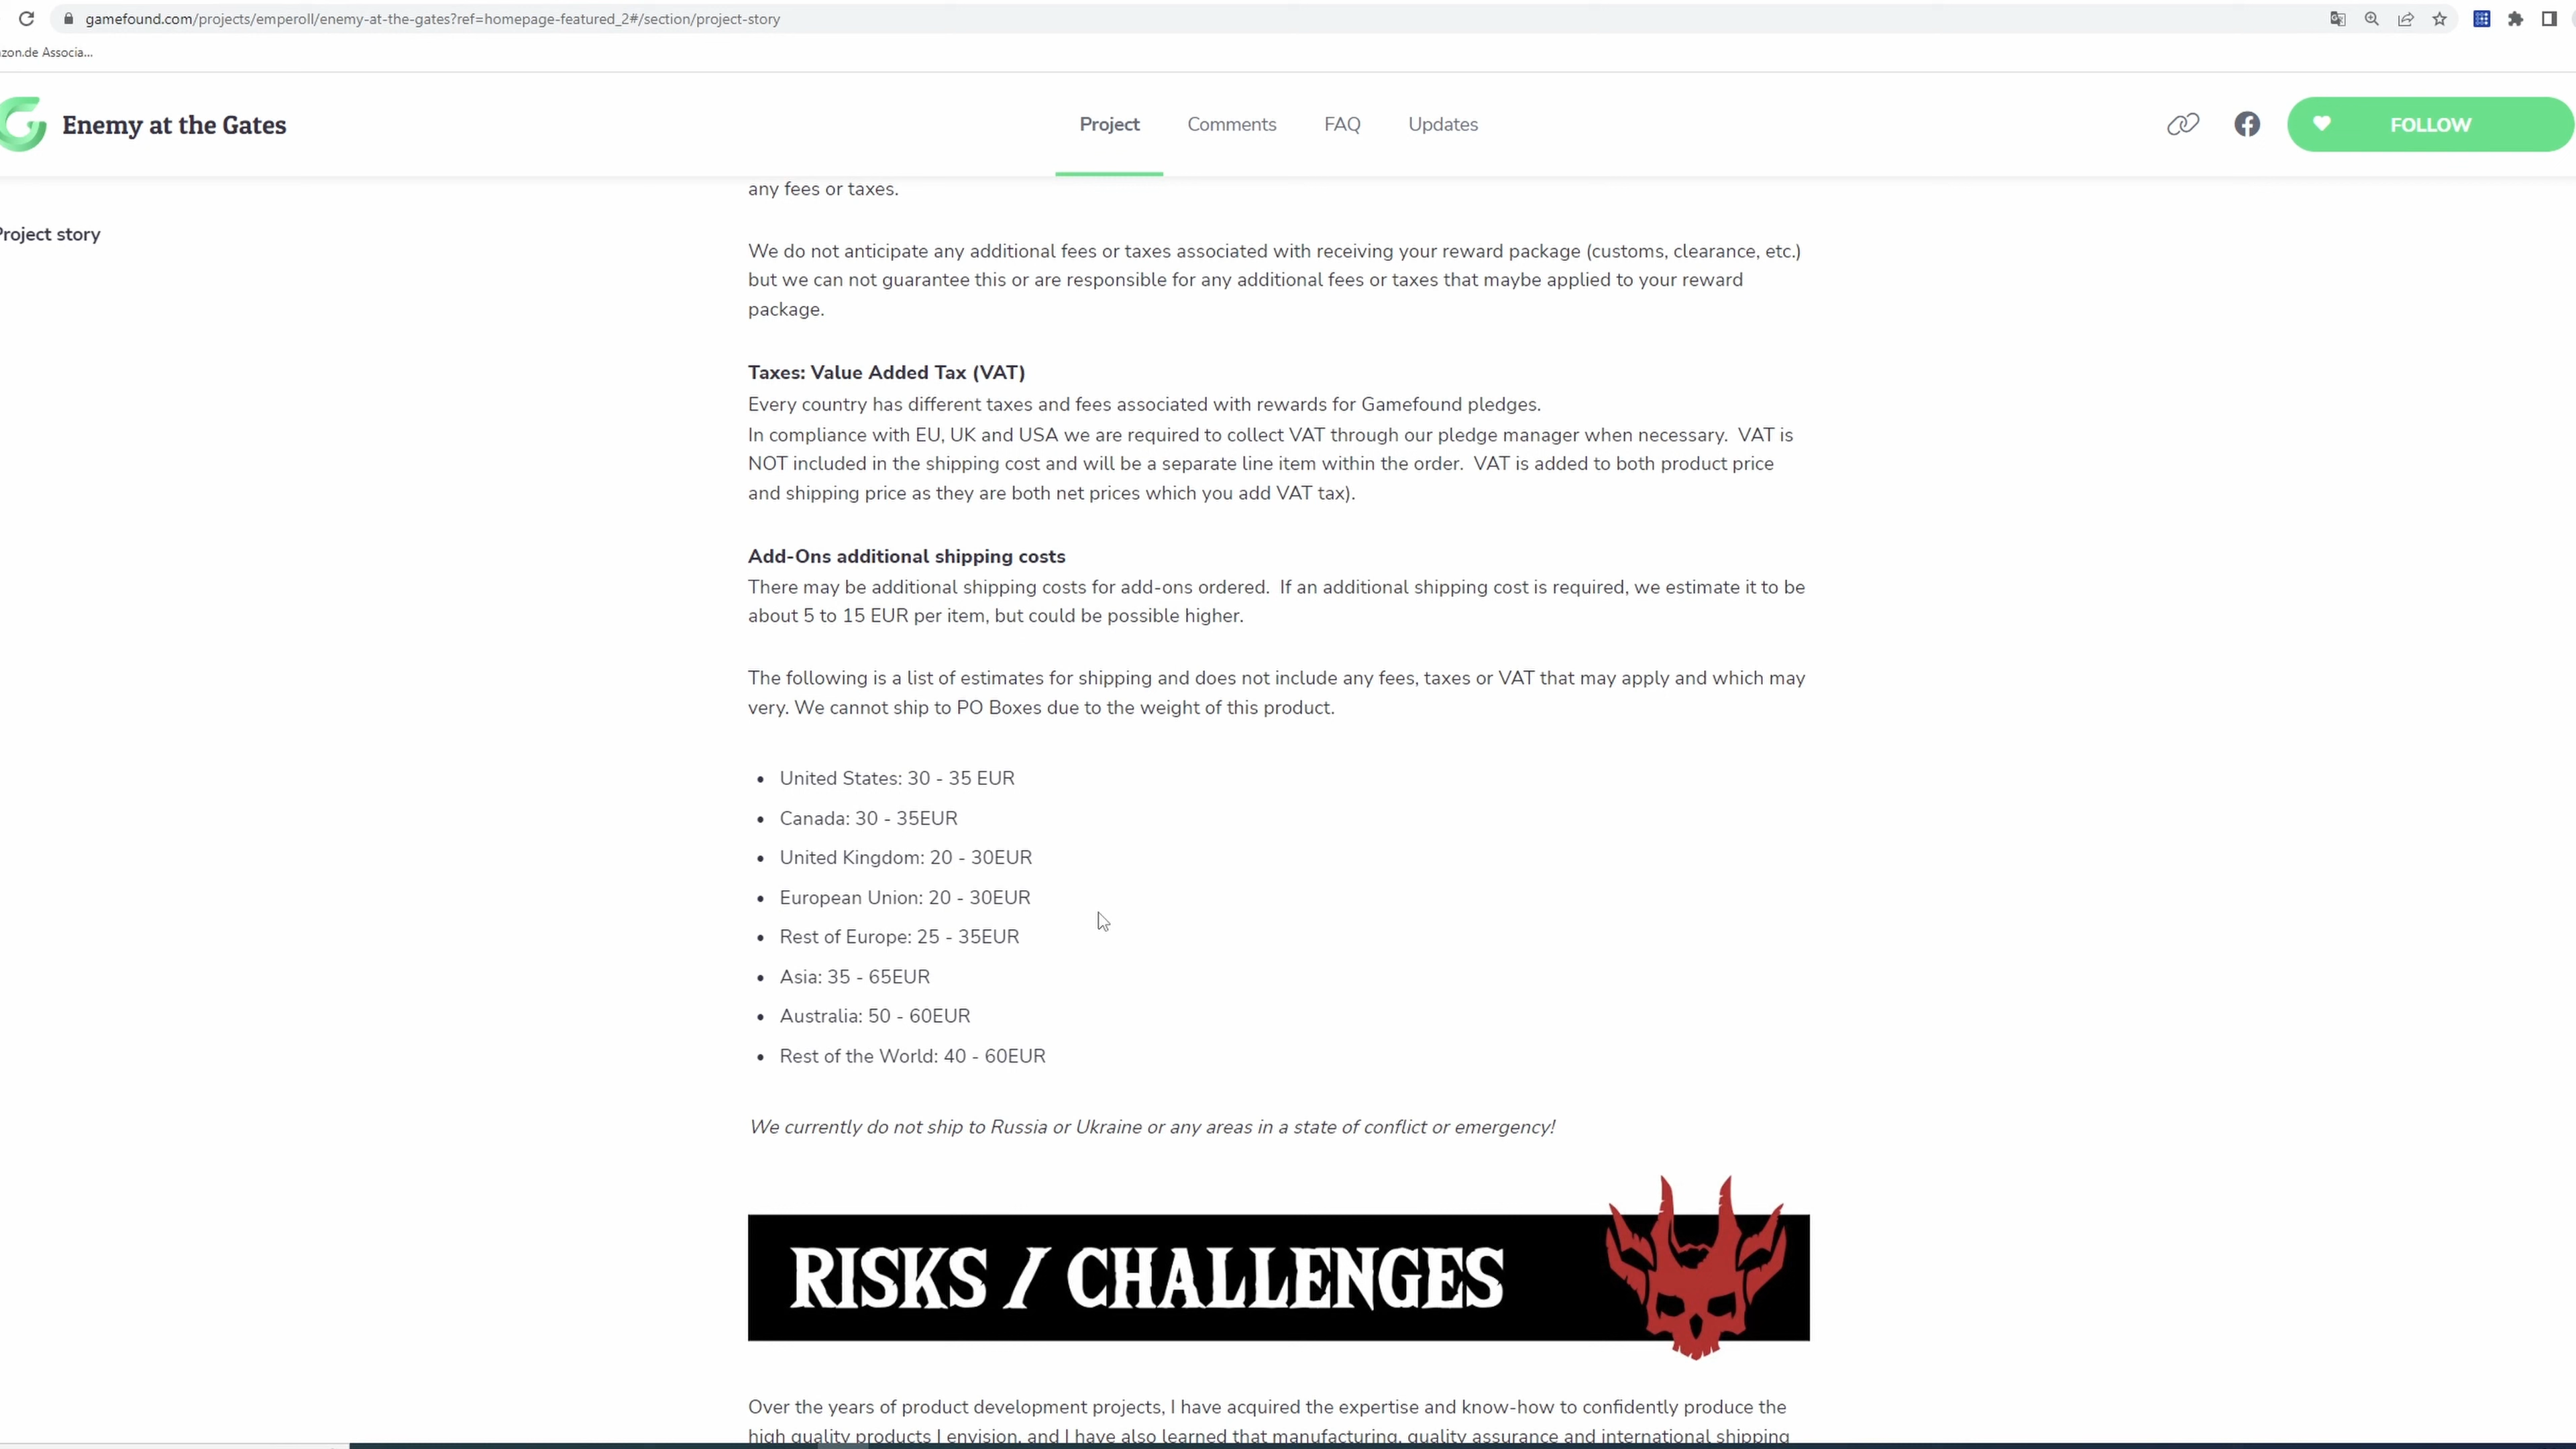 gamefound.com/projects/emperoll/enemy-at-the-gates?ref=homepage-featured_2#/section/project-story
zon.de Associa...
Enemy at the Gates
Project
Comments
FAQ
Updates
FOLLOW
Project story
any fees or taxes.
We do not anticipate any additional fees or taxes associated with receiving your reward package (customs, clearance, etc.)
but we can not guarantee this or are responsible for any additional fees or taxes that maybe applied to your reward
package.
Taxes: Value Added Tax (VAT)
Every country has different taxes and fees associated with rewards for Gamefound pledges.
In compliance with EU, UK and USA we are required to collect VAT through our pledge manager when necessary.  VAT is
NOT included in the shipping cost and will be a separate line item within the order.  VAT is added to both product price
and shipping price as they are both net prices which you add VAT tax).
Add-Ons additional shipping costs
There may be additional shipping costs for add-ons ordered.  If an additional shipping cost is required, we estimate it to be
about 5 to 15 EUR per item, but could be possible higher.
The following is a list of estimates for shipping and does not include any fees, taxes or VAT that may apply and which may
very. We cannot ship to PO Boxes due to the weight of this product.
• United States: 30 - 35 EUR
• Canada: 30 - 35EUR
• United Kingdom: 20 - 30EUR
• European Union: 20 - 30EUR
• Rest of Europe: 25 - 35EUR
• Asia: 35 - 65EUR
• Australia: 50 - 60EUR
• Rest of the World: 40 - 60EUR
We currently do not ship to Russia or Ukraine or any areas in a state of conflict or emergency!
RISKS / CHALLENGES
Over the years of product development projects, I have acquired the expertise and know-how to confidently produce the
high quality products I envision, and I have also learned that manufacturing, quality assurance and international shipping